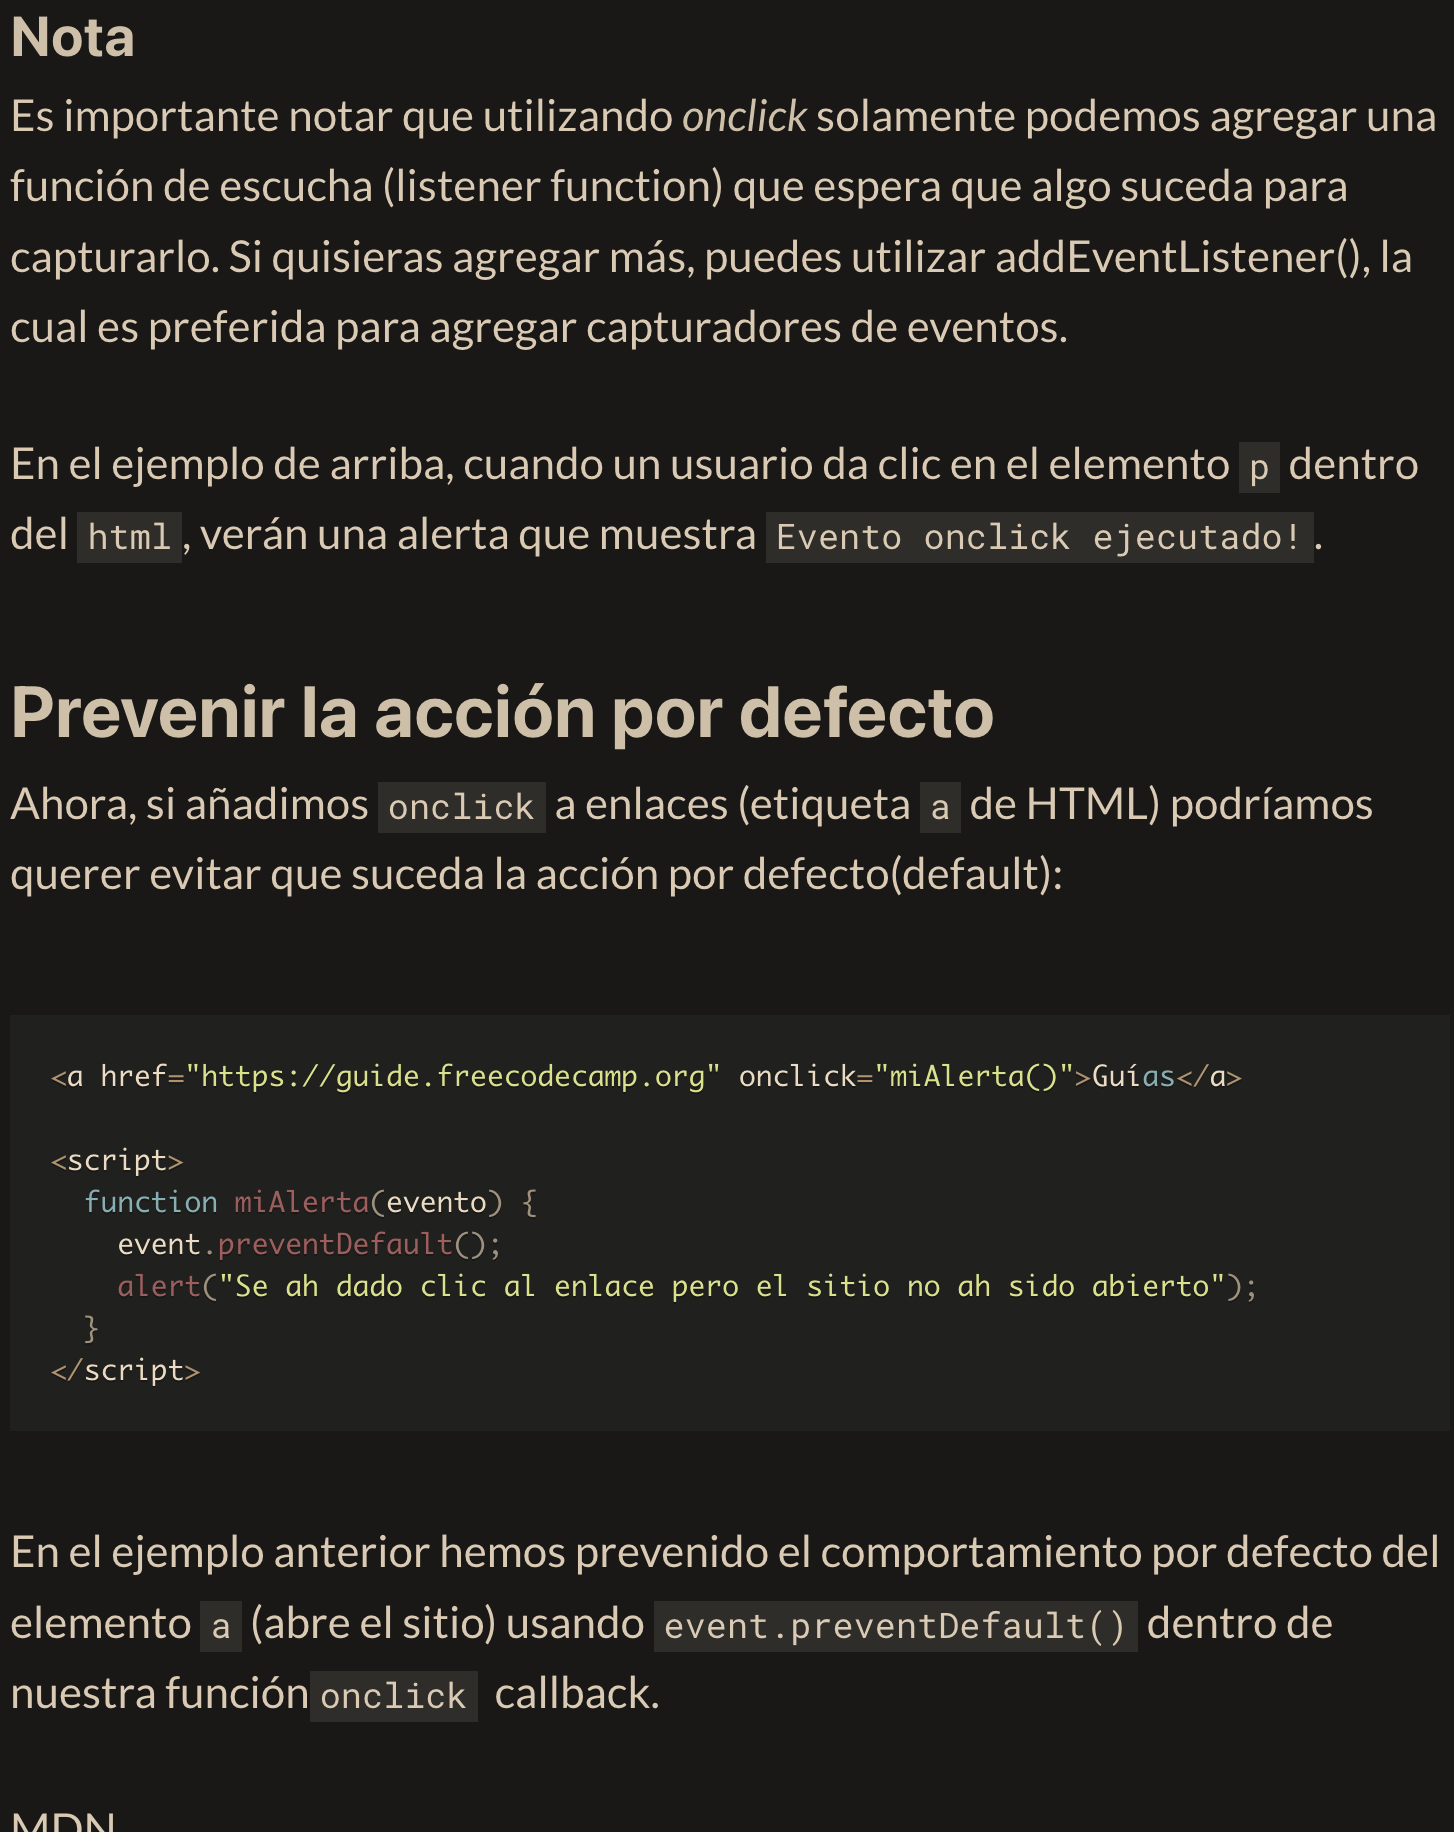 Nota
Es importante notar que utilizando onclick solamente podemos agregar una
función de escucha (listener function) que espera que algo suceda para
capturarlo. Si quisieras agregar más, puedes utilizar addEventListener(), la
cual es preferida para agregar capturadores de eventos.
En el ejemplo de arriba, cuando un usuario da clic en el elemento p dentro
del html, verán una alerta que muestra Evento onclick ejecutado!.
Prevenir la acción por defecto
Ahora, si añadimos onclick a enlaces (etiqueta a de HTML) podríamos
querer evitar que suceda la acción por defecto(default):
<a href="https://guide.freecodecamp.org" onclick="miAlerta()">Guías</a>
<script>
  function miAlerta(evento) {
    event.preventDefault();
    alert("Se ah dado clic al enlace pero el sitio no ah sido abierto");
  }
</script>
En el ejemplo anterior hemos prevenido el comportamiento por defecto del
elemento a (abre el sitio) usando event.preventDefault() dentro de
nuestra función onclick callback.
MDN